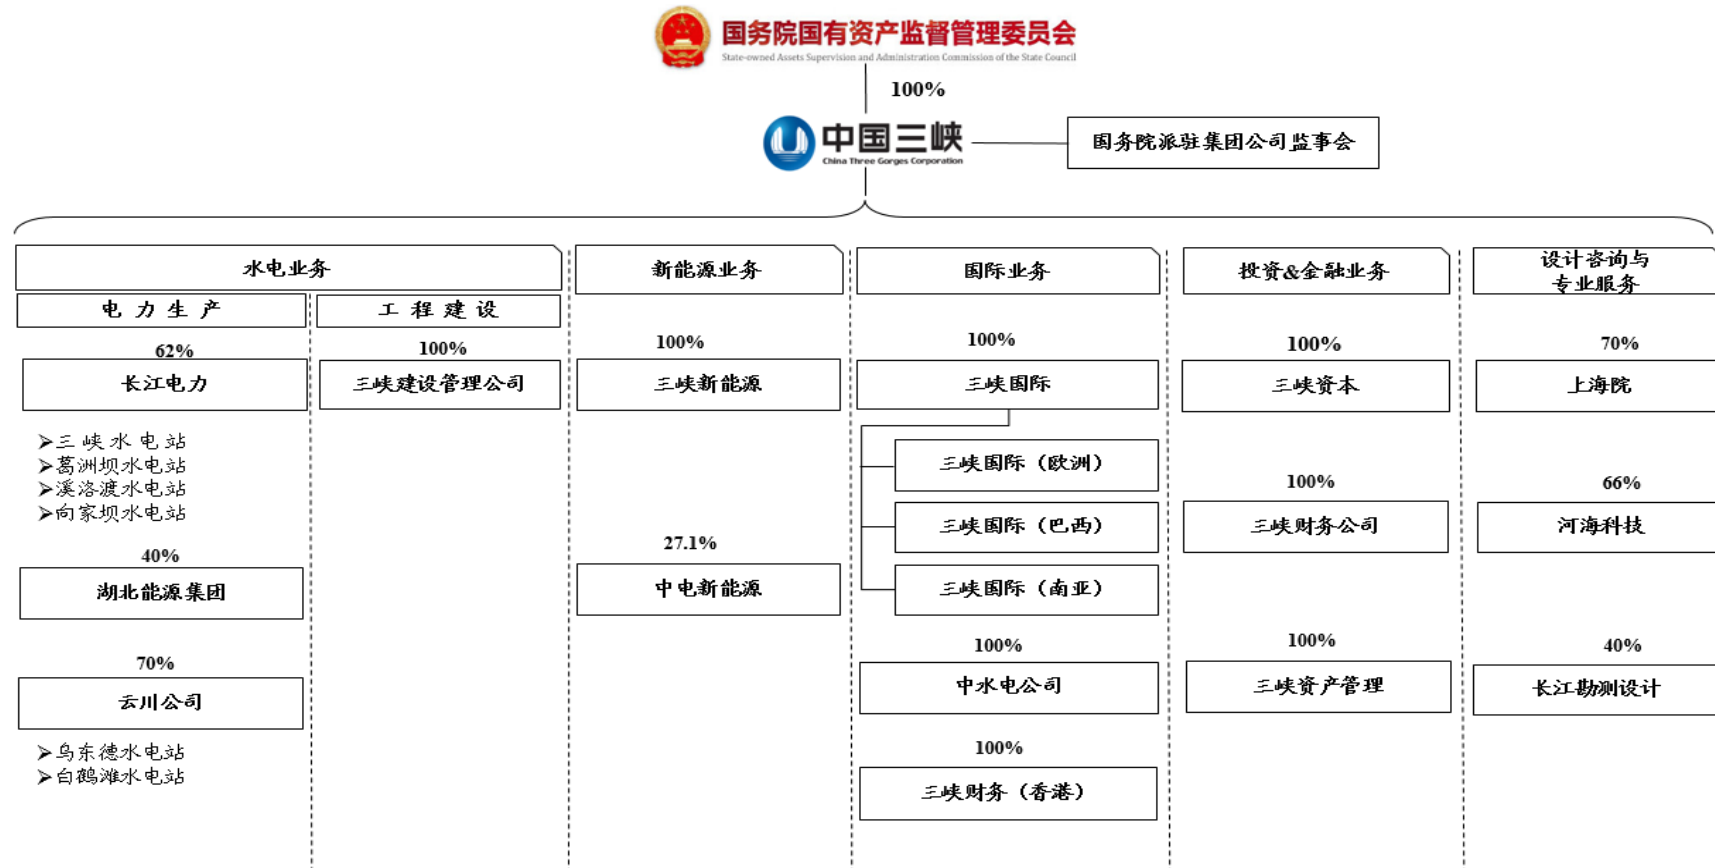 国务院国有资产监督管理委员会
State-owned Assets Supervision and Administration Commission of the State Council
100%
中国三峡
China Three Gorges Corporation
国务院派驻集团公司监事会
水电业务
新能源业务
国际业务
投资&金融业务
设计咨询与
专业服务
电力生产
工程建设
62%
长江电力
➢三峡水电站
➢葛洲坝水电站
➢溪洛渡水电站
➢向家坝水电站
40%
湖北能源集团
70%
云川公司
➢乌东德水电站
➢白鹤滩水电站
100%
三峡建设管理公司
100%
三峡新能源
27.1%
中电新能源
100%
三峡国际
三峡国际（欧洲）
三峡国际（巴西）
三峡国际（南亚）
100%
中水电公司
100%
三峡财务（香港）
100%
三峡资本
100%
三峡财务公司
100%
三峡资产管理
70%
上海院
66%
河海科技
40%
长江勘测设计